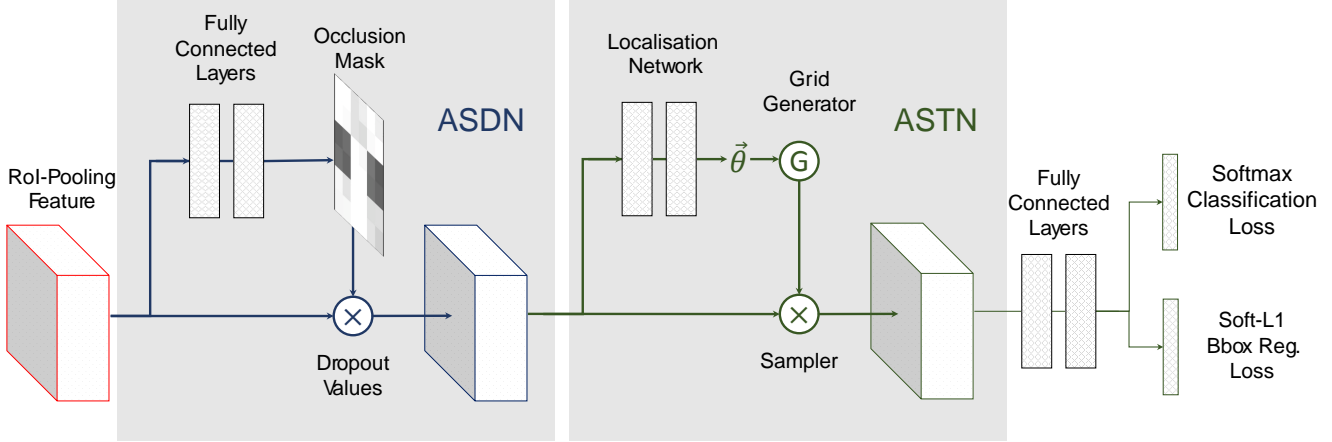 RoI-Pooling
Feature
Fully
Connected
Layers
Occlusion
Mask
ASDN
Dropout
Values
Localisation
Network
θ⃗
Grid
Generator
G
ASTN
Sampler
Fully
Connected
Layers
Softmax
Classification
Loss
Soft-L1
Bbox Reg.
Loss